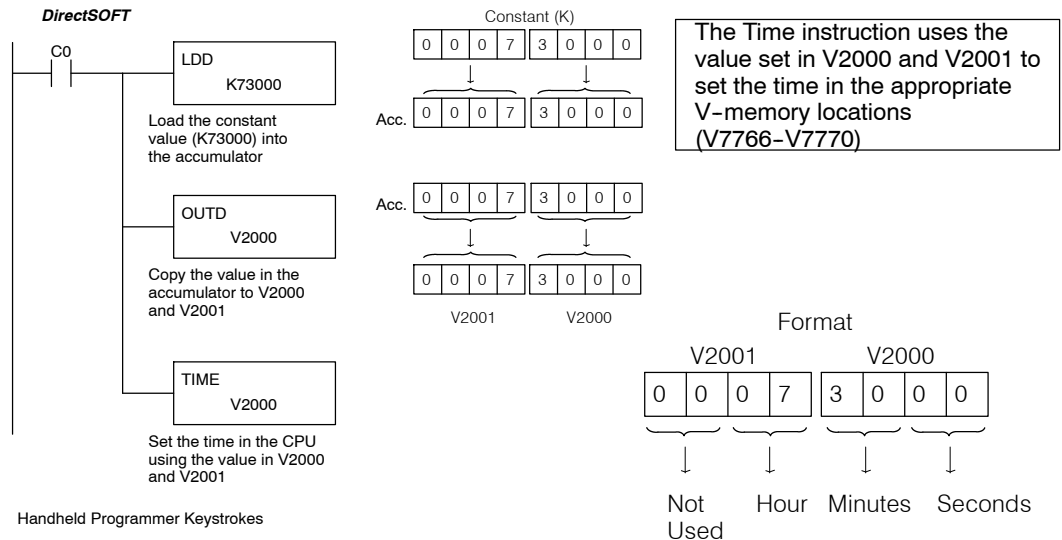 DirectSOFT
C0
LDD
K73000
Load the constant
value (K73000) into
the accumulator
OUTD
V2000
Copy the value in the
accumulator to V2000
and V2001
TIME
V2000
Set the time in the CPU
using the value in V2000
and V2001
Handheld Programmer Keystrokes
Constant (K)
0 0 0 7 3 0 0 0
Acc. 0 0 0 7 3 0 0 0
Acc. 0 0 0 7 3 0 0 0
0 0 0 7 3 0 0 0
V2001 V2000
The Time instruction uses the
value set in V2000 and V2001 to
set the time in the appropriate
V-memory locations
(V7766-V7770)
Format
V2001 V2000
0 0 0 7 3 0 0 0
Not Hour Minutes Seconds
Used